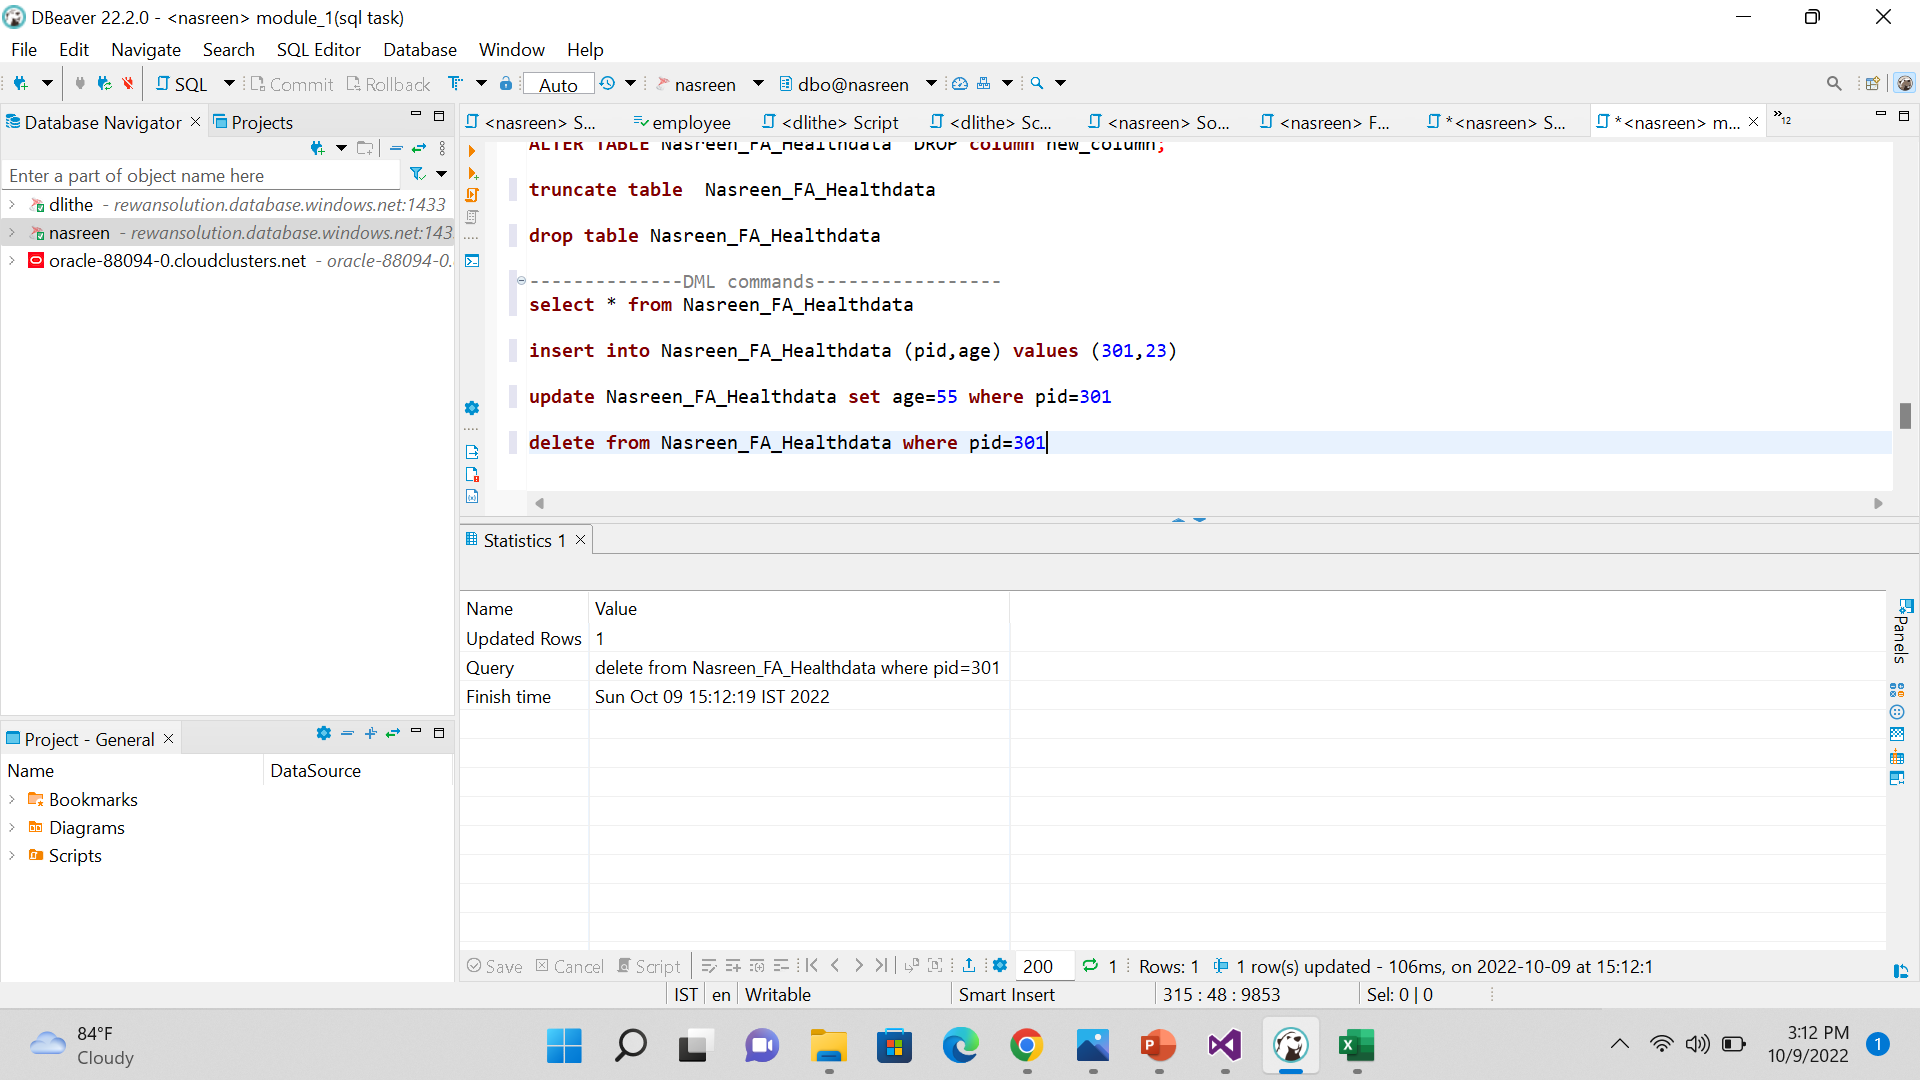 DBeaver 22.2.0 - <nasreen> module_1(sql task)
File Edit Navigate Search SQL Editor Database Window Help
SQL Commit Rollback Auto nasreen dbo@nasreen
Database Navigator Projects
<nasreen> S... employee <dlithe> Script <dlithe> Sc... <nasreen> So... <nasreen> F... *<nasreen> S... *<nasreen> m... »12
Enter a part of object name here
dlithe - rewansolution.database.windows.net:1433
nasreen - rewansolution.database.windows.net:143
oracle-88094-0.cloudclusters.net - oracle-88094-0.
ALTER TABLE Nasreen_FA_Healthdata DROP column new_column;
truncate table Nasreen_FA_Healthdata
drop table Nasreen_FA_Healthdata
--------------DML commands-----------------
select * from Nasreen_FA_Healthdata
insert into Nasreen_FA_Healthdata (pid,age) values (301,23)
update Nasreen_FA_Healthdata set age=55 where pid=301
delete from Nasreen_FA_Healthdata where pid=301
Statistics 1
Name Value
Updated Rows 1
Query delete from Nasreen_FA_Healthdata where pid=301
Finish time Sun Oct 09 15:12:19 IST 2022
Panels
Project - General
Name DataSource
Bookmarks
Diagrams
Scripts
Save Cancel Script 200 1 Rows: 1 1 row(s) updated - 106ms, on 2022-10-09 at 15:12:1
IST en Writable Smart Insert 315 : 48 : 9853 Sel: 0 | 0
84°F
Cloudy
3:12 PM
10/9/2022
1